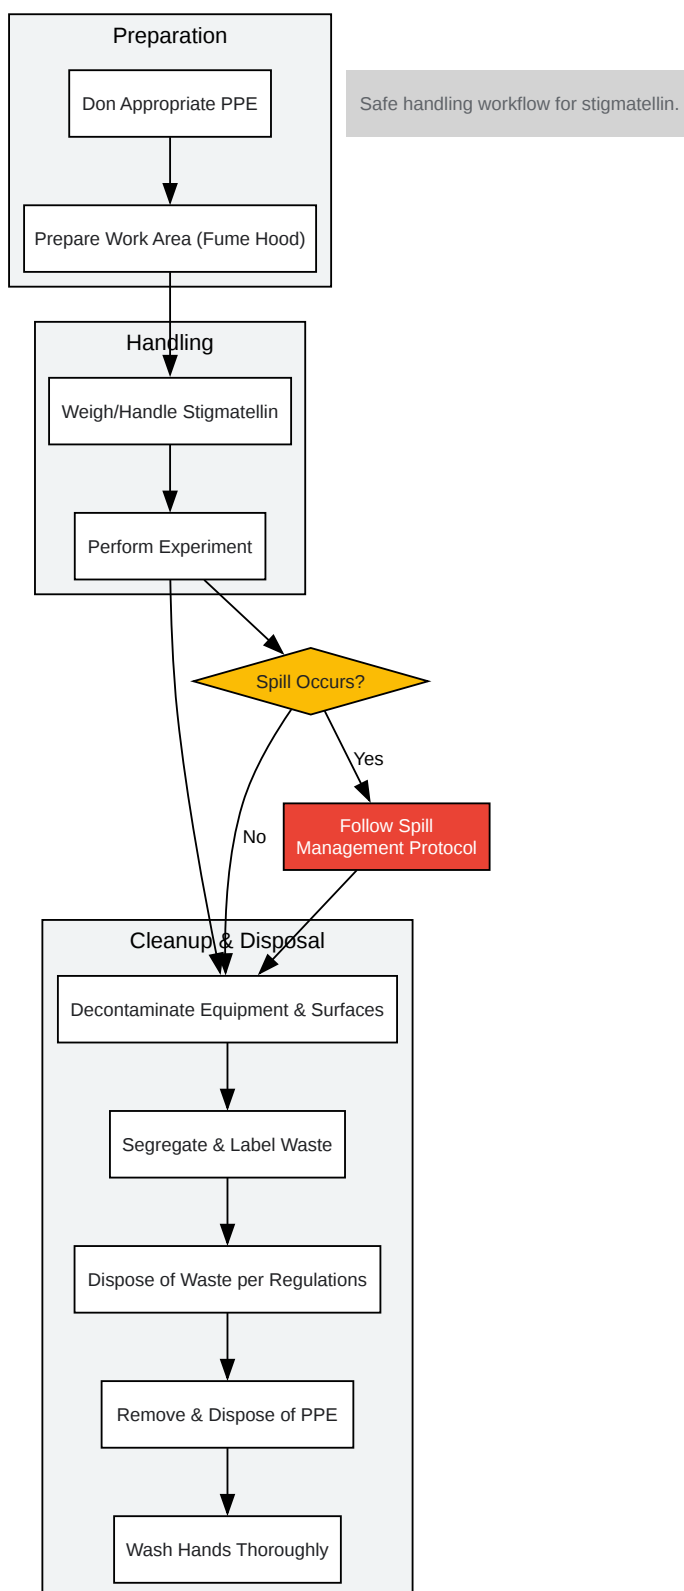 Preparation
Don Appropriate PPE
Safe handling workflow for stigmatellin.
Prepare Work Area (Fume Hood)
Handling
Weigh/Handle Stigmatellin
Perform Experiment
Spill Occurs?
Yes
Follow Spill
Management Protocol
No
Cleanup & Disposal
Decontaminate Equipment & Surfaces
Segregate & Label Waste
Dispose of Waste per Regulations
Remove & Dispose of PPE
Wash Hands Thoroughly